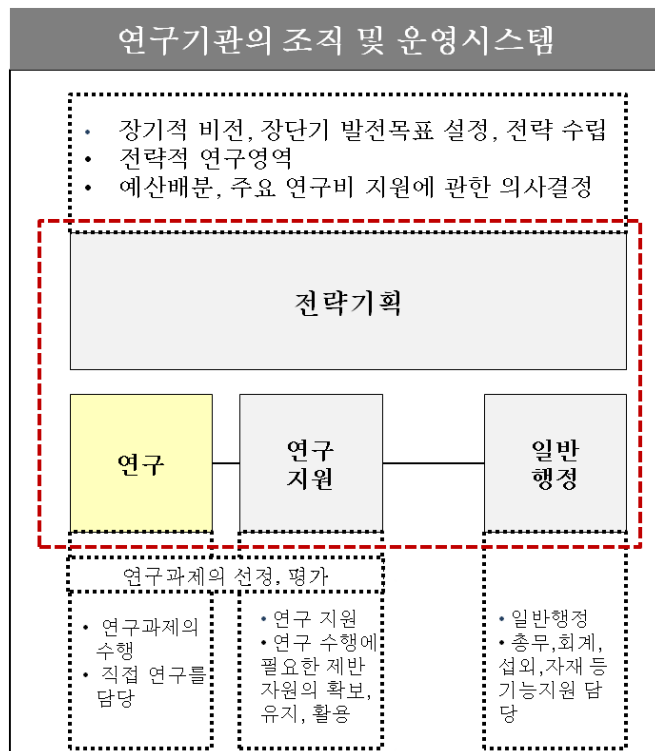 연구기관의 조직 및 운영시스템
• 장기적 비전, 장단기 발전목표 설정, 전략 수립
• 전략적 연구영역
• 예산배분, 주요 연구비 지원에 관한 의사결정
전략기획
연구
연구
지원
일반
행정
연구과제의 선정, 평가
• 연구과제의
수행
• 직접 연구를
담당
• 연구 지원
• 연구 수행에
필요한 제반
자원의 확보,
유지, 활용
• 일반행정
• 총무,회계,
섭외,자재 등
기능지원 담
당